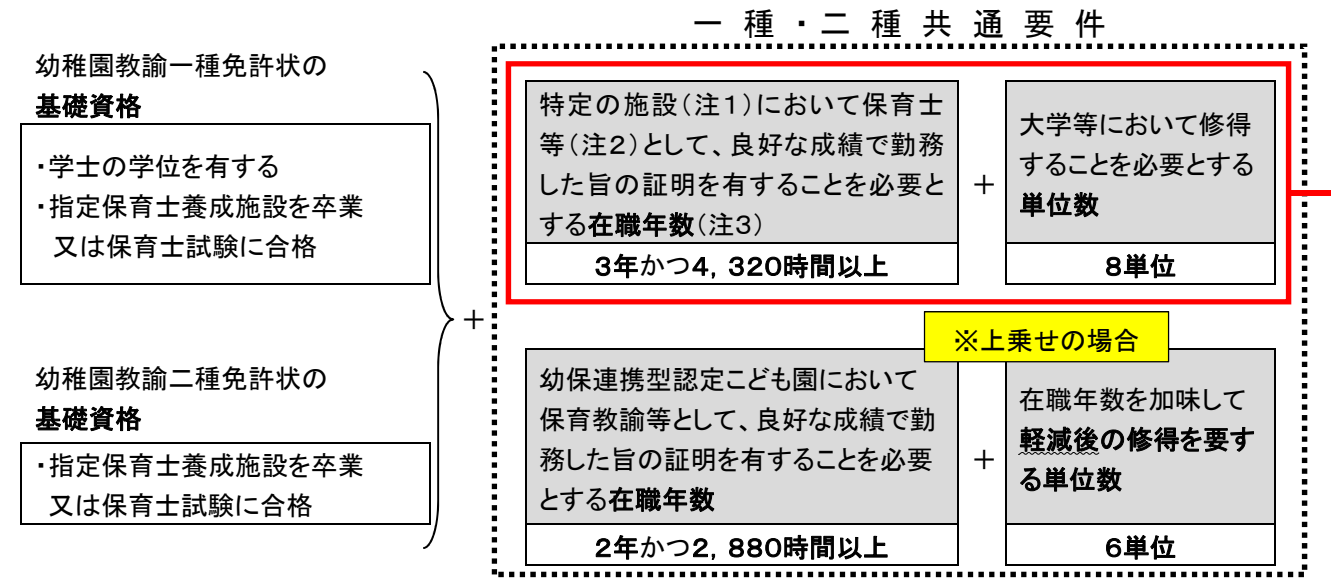 一種・二種共通要件
幼稚園教諭一種免許状の
基礎資格
・学士の学位を有する
・指定保育士養成施設を卒業
又は保育士試験に合格
特定の施設(注1)において保育士
等(注2)として、良好な成績で勤務
した旨の証明を有することを必要と
する在職年数(注3)
3年かつ4,320時間以上
+
大学等において修得
することを必要とする
単位数
8単位
+
※上乗せの場合
幼稚園教諭二種免許状の
基礎資格
・指定保育士養成施設を卒業
又は保育士試験に合格
幼保連携型認定こども園において
保育教諭等として、良好な成績で勤
務した旨の証明を有することを必要
とする在職年数
2年かつ2,880時間以上
+
在職年数を加味して
軽減後の修得を要す
る単位数
6単位